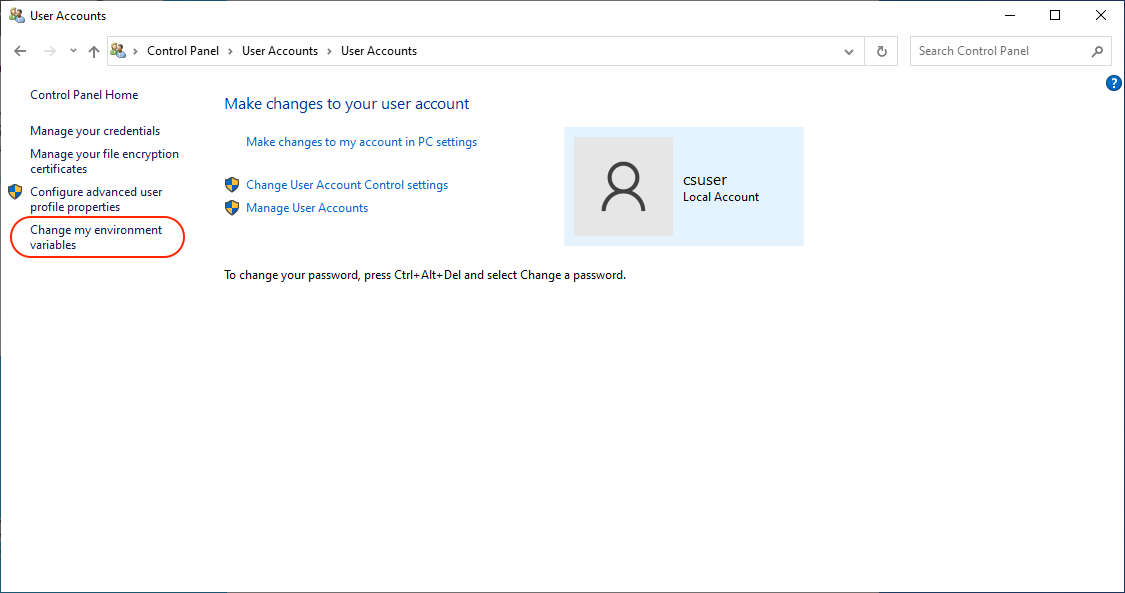 User Accounts
Control Panel > User Accounts > User Accounts
Search Control Panel
?
Control Panel Home
Manage your credentials
Manage your file encryption
certificates
Configure advanced user
profile properties
Change my environment
variables
Make changes to your user account
Make changes to my account in PC settings
Change User Account Control settings
Manage User Accounts
csuser
Local Account
To change your password, press Ctrl+Alt+Del and select Change a password.